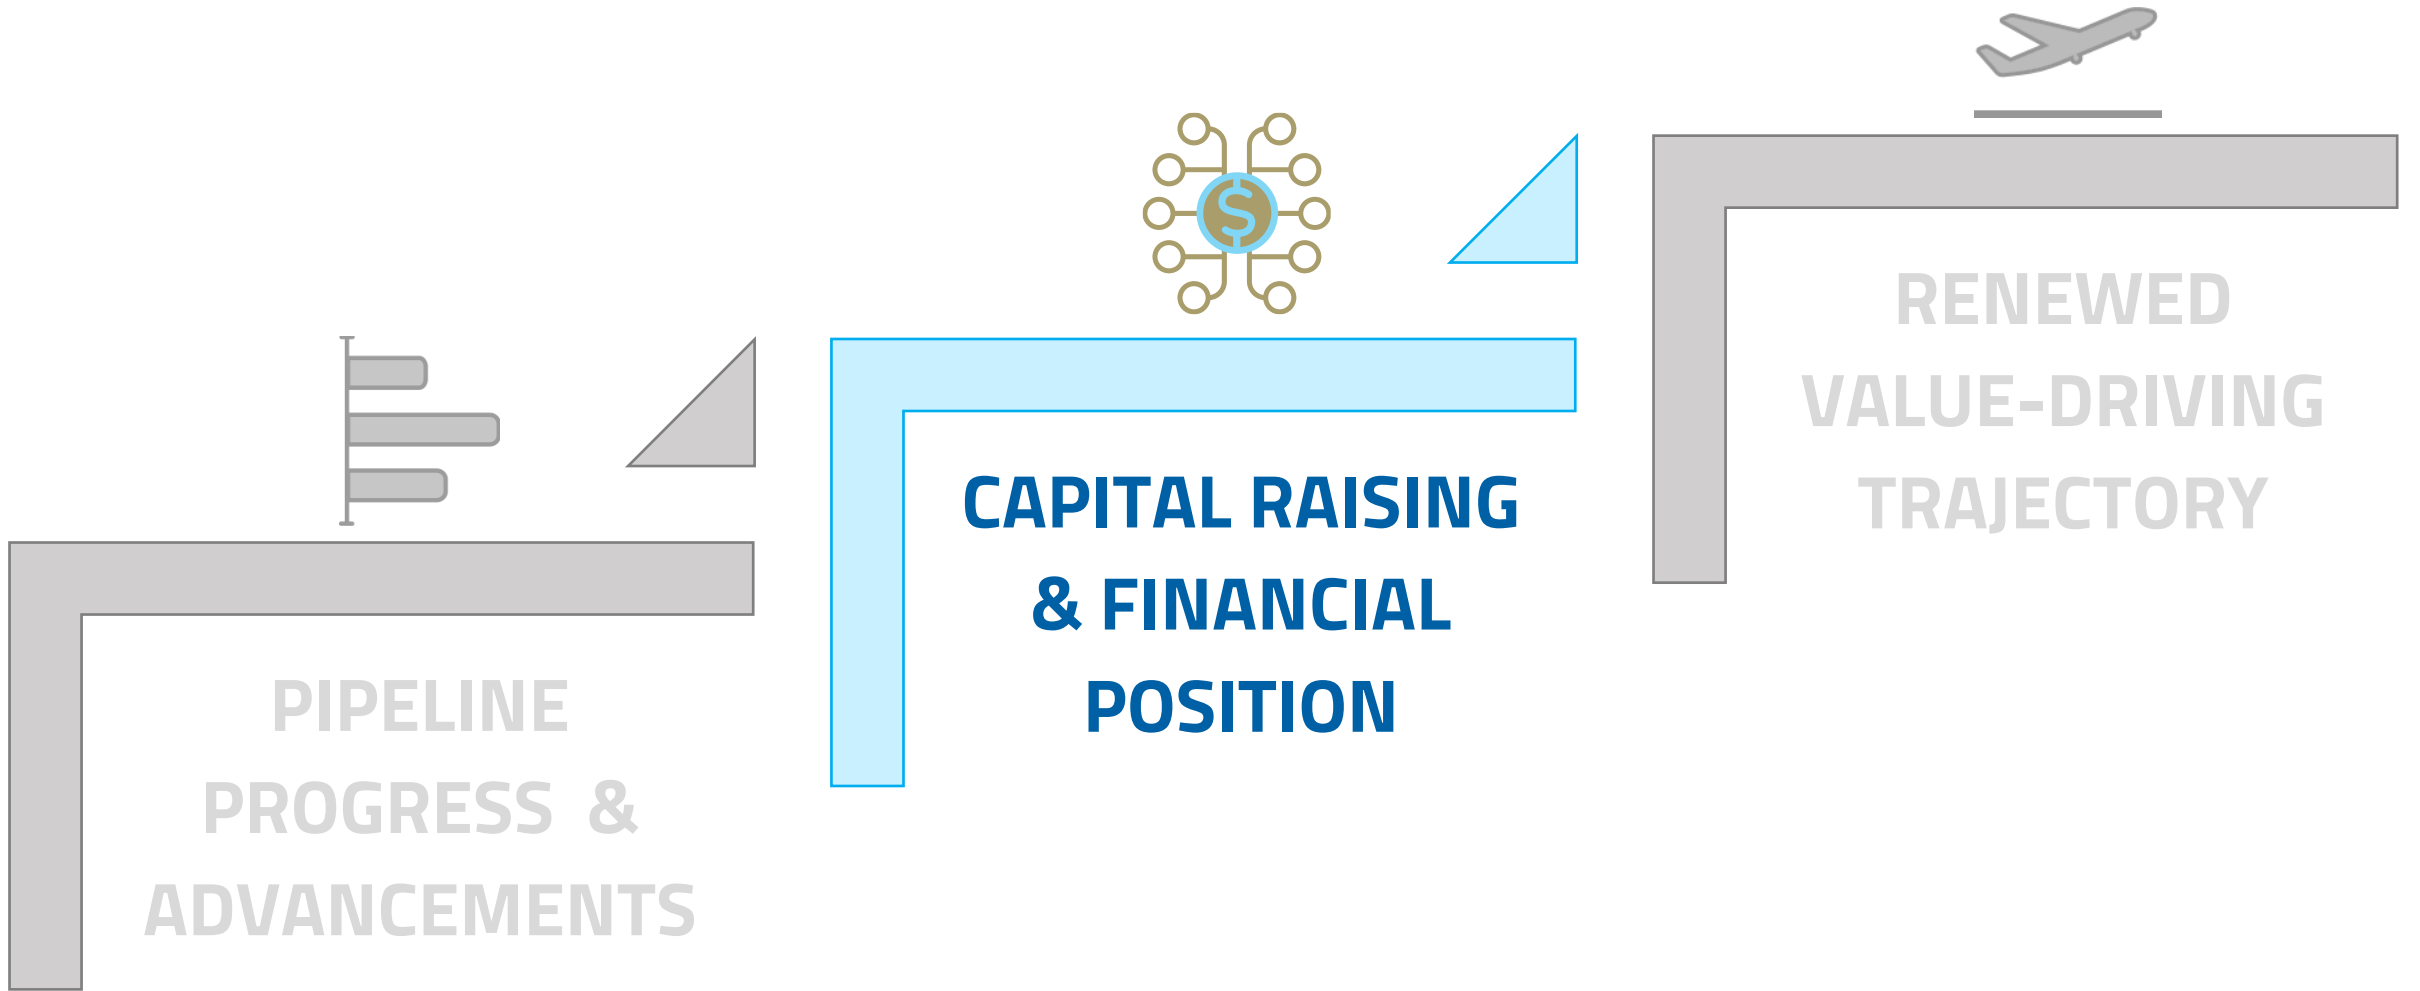 PIPELINE
PROGRESS &
ADVANCEMENTS
$
CAPITAL RAISING
& FINANCIAL
POSITION
RENEWED
VALUE-DRIVING
TRAJECTORY